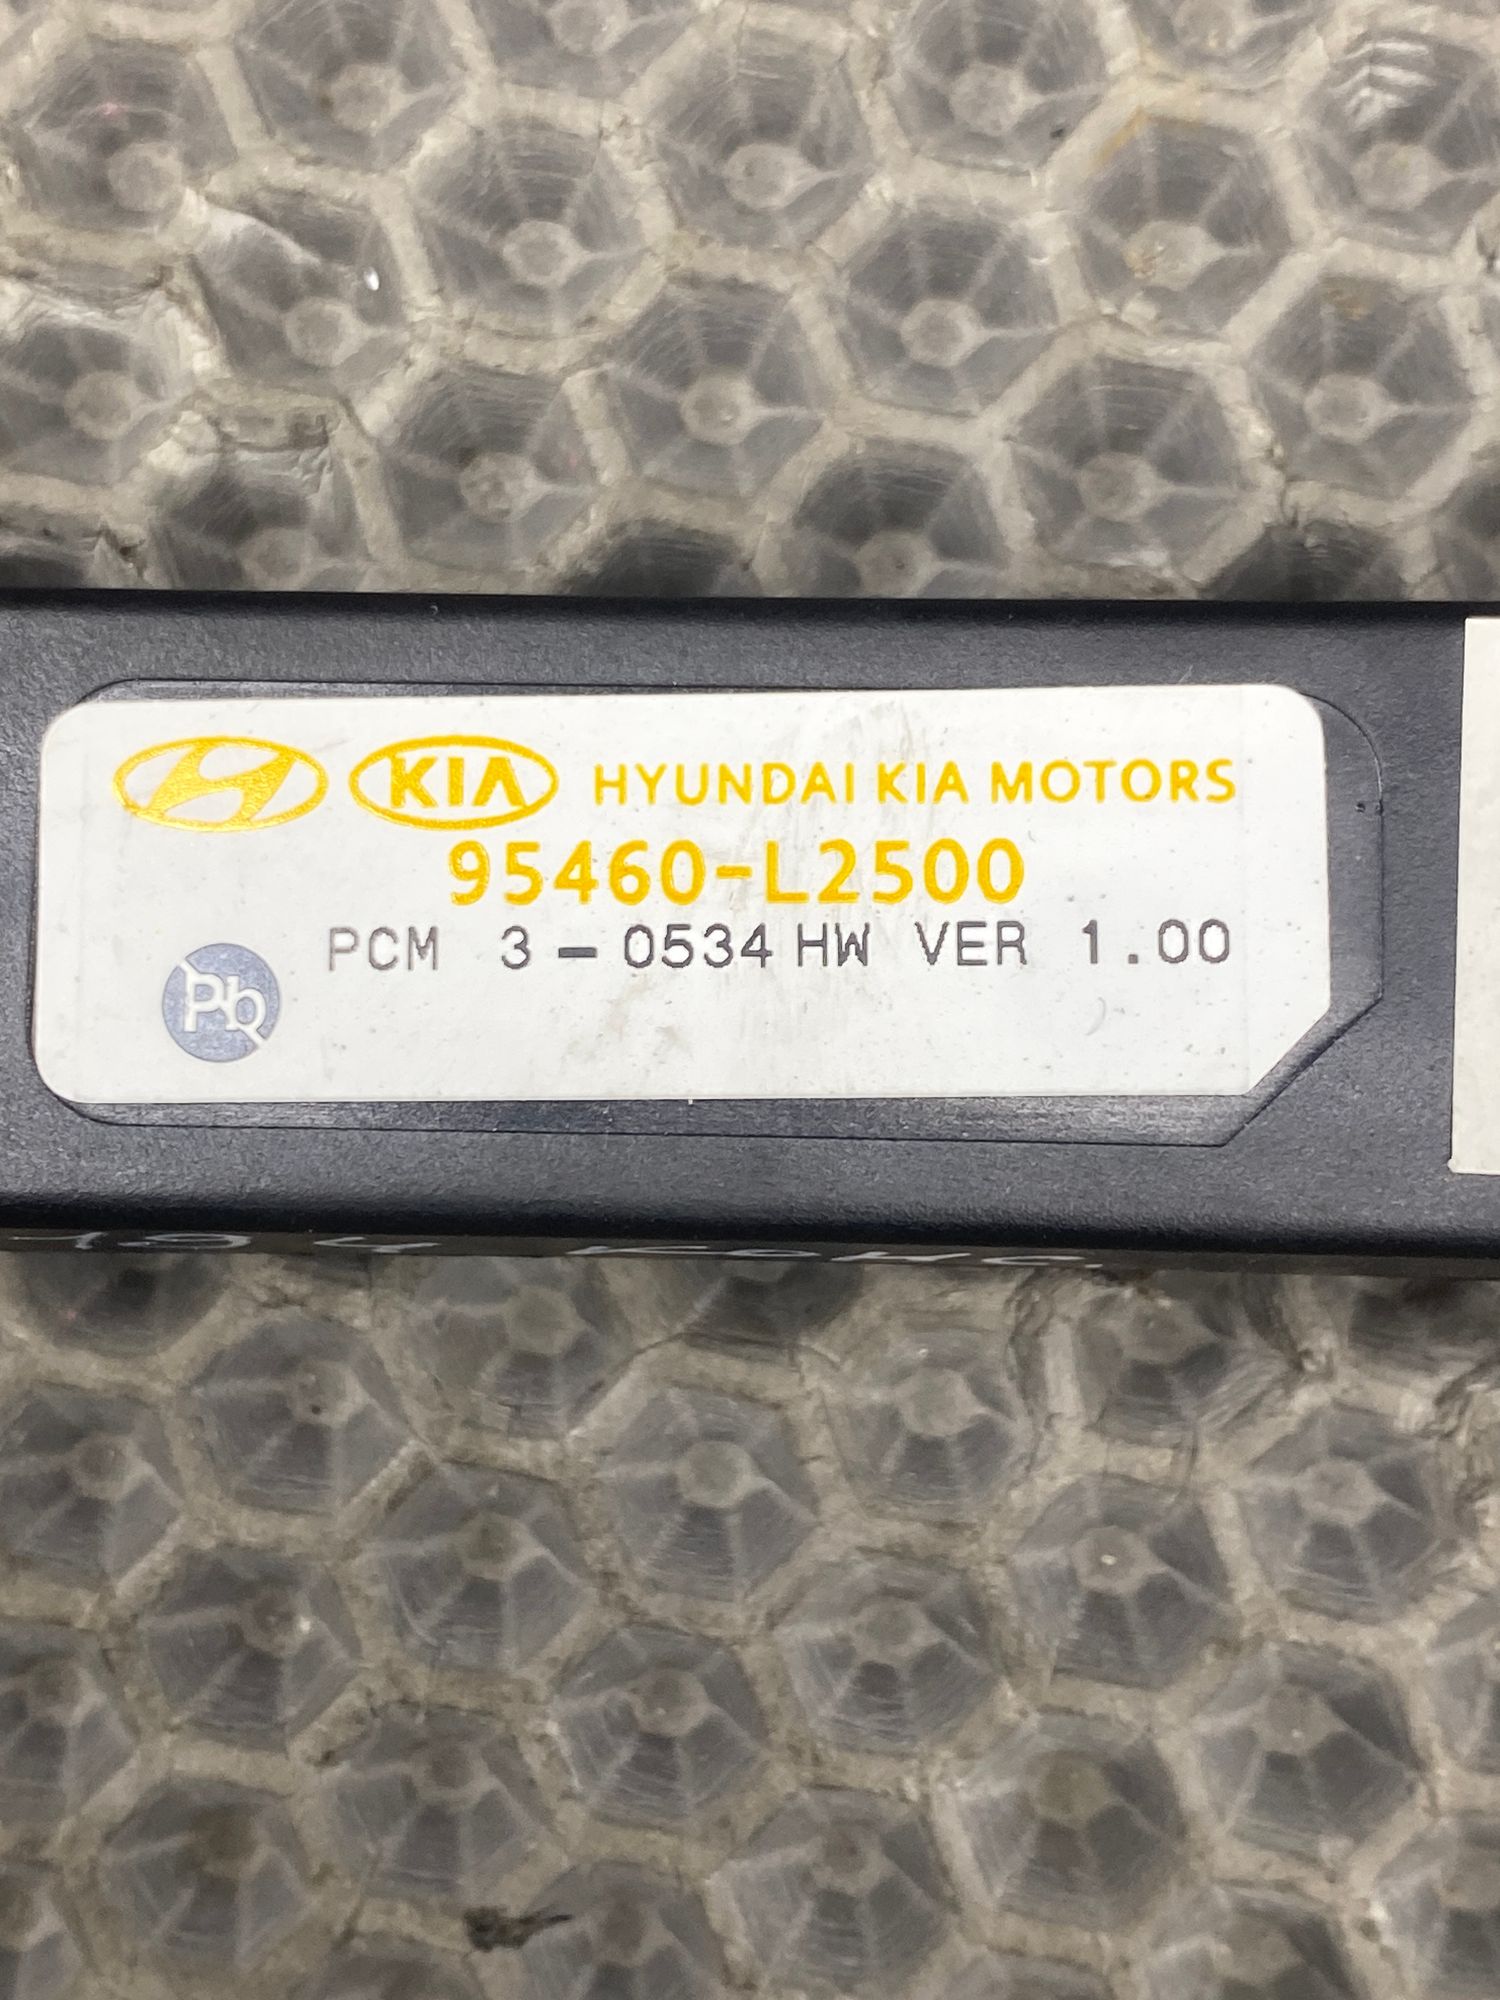 KIA HYUNDAI KIA MOTORS
95460-L2500
PCM 3-0534 HW VER 1.00
Pb